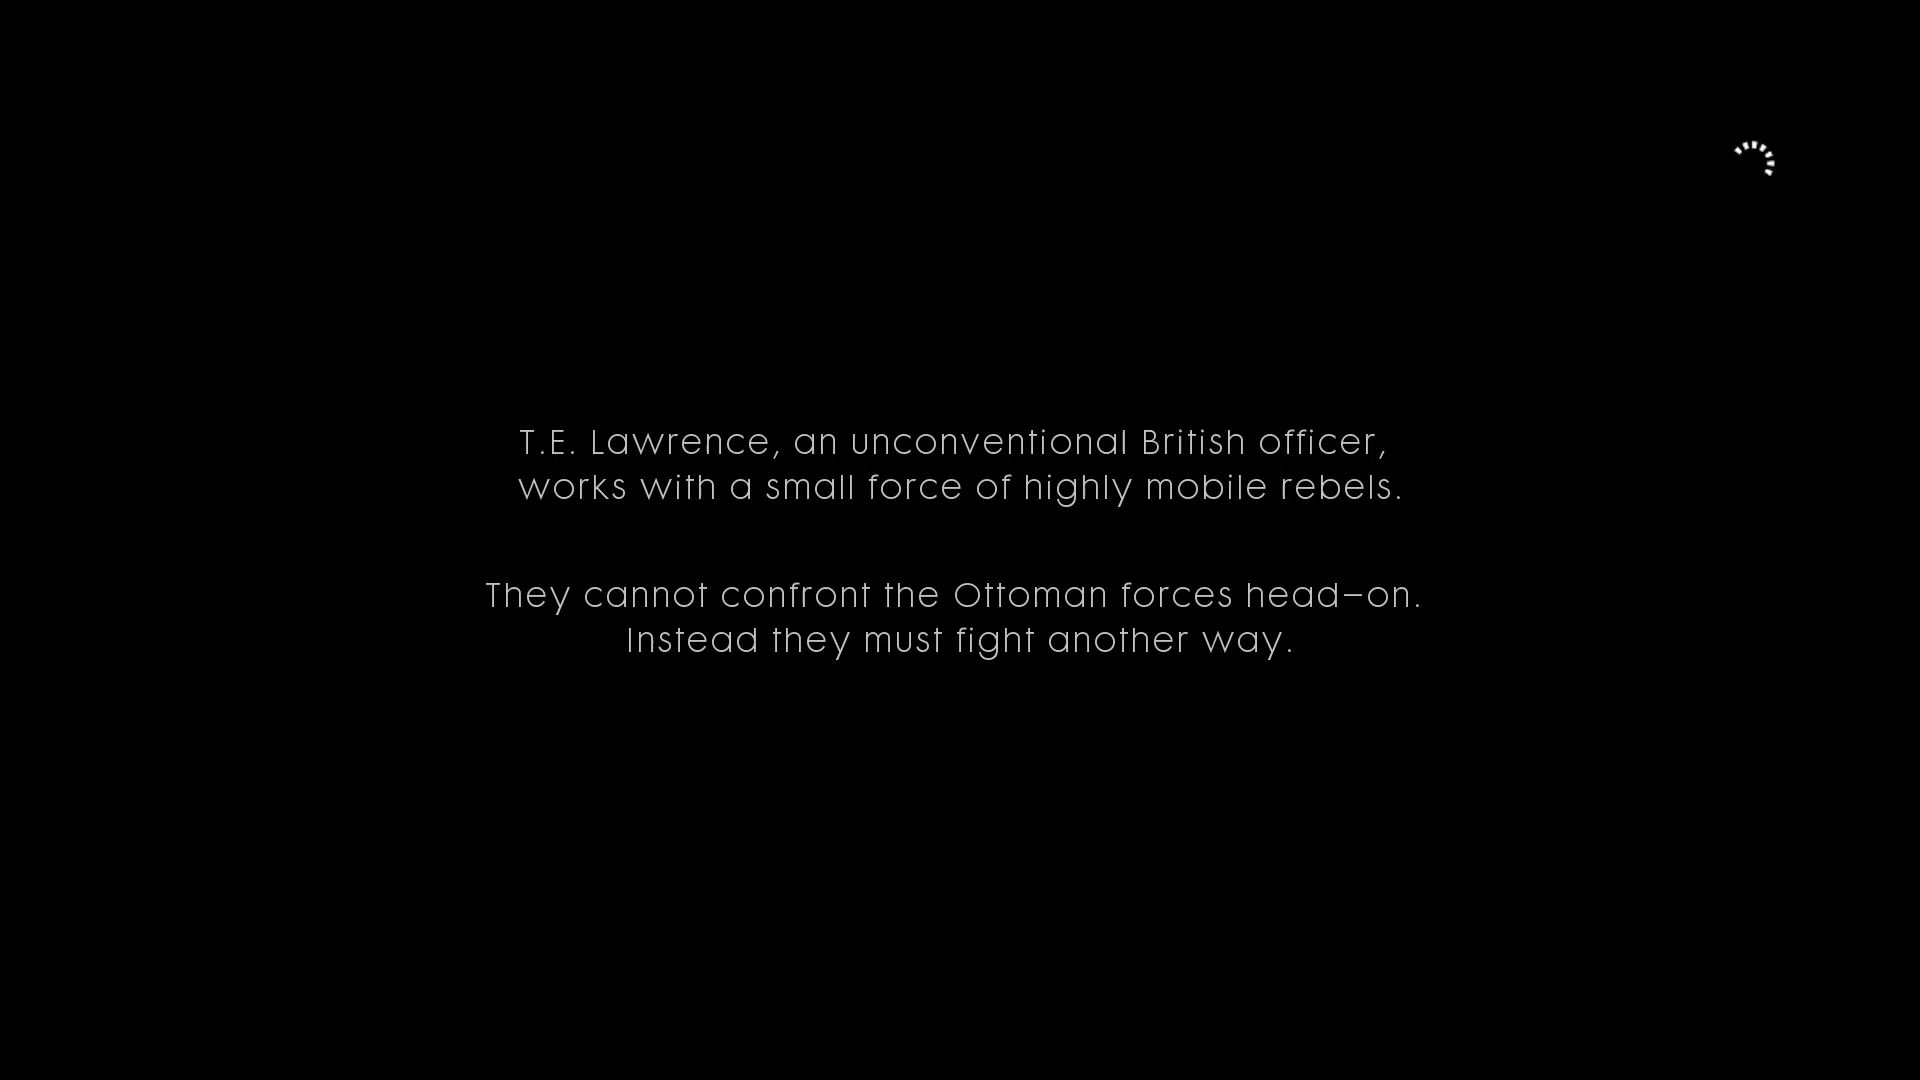 T.E. Lawrence, an unconventional British officer,
works with a small force of highly mobile rebels.
They cannot confront the Ottoman forces head–on.
Instead they must fight another way.